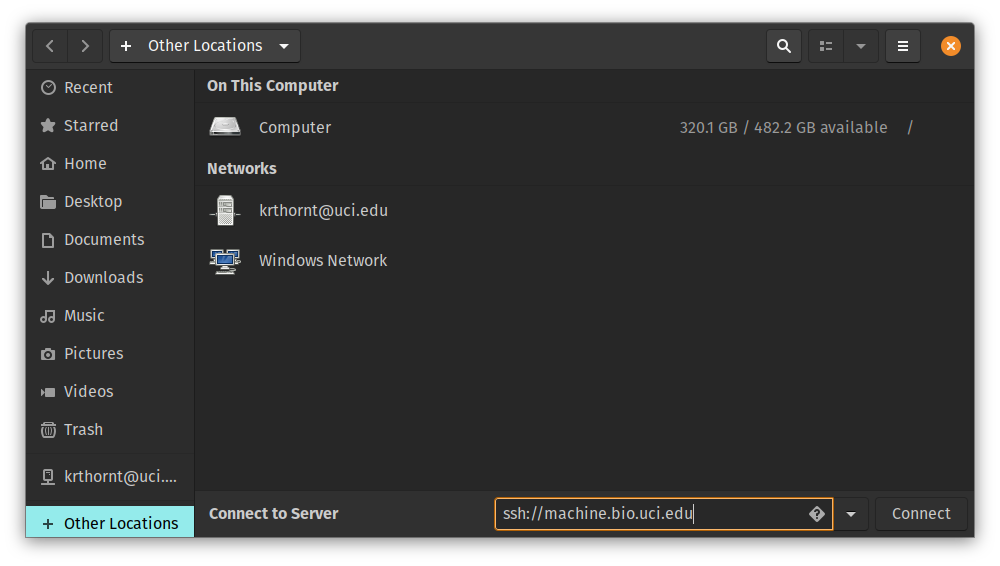 Other Locations
Recent
Starred
Home
Desktop
Documents
Downloads
Music
Pictures
Videos
Trash
krthornt@uci....
Other Locations
On This Computer
Computer 320.1 GB / 482.2 GB available /
Networks
krthornt@uci.edu
Windows Network
Connect to Server ssh://machine.bio.uci.edu Connect